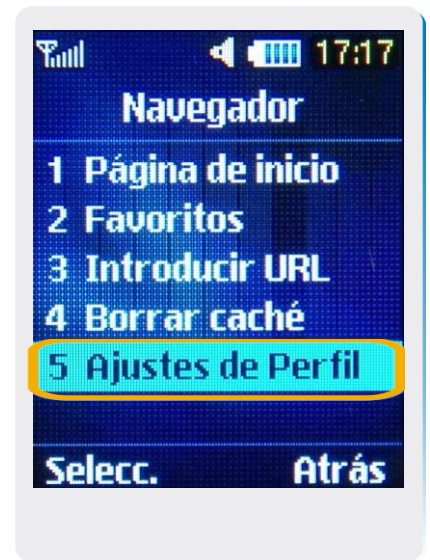 17:17
Navegador
1 Página de inicio
2 Favoritos
3 Introducir URL
4 Borrar caché
5 Ajustes de Perfil
Selecc. Atrás